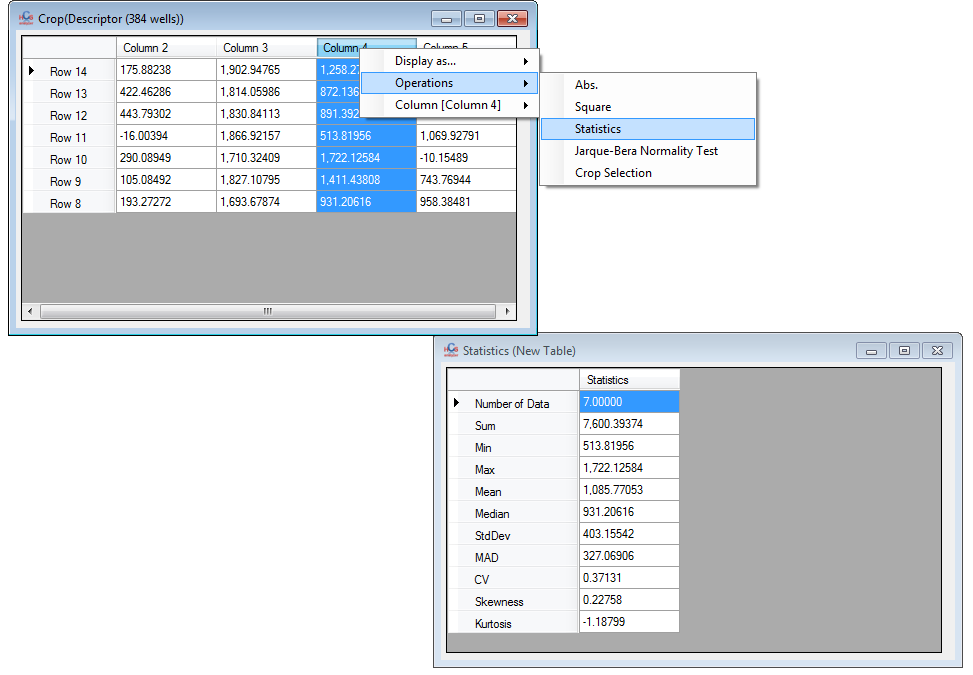 Crop(Descriptor (384 wells))
Column 2 Column 3 Column 4 Column 5
Row 14 175.88238 1,902.94765 1,258.27
Row 13 422.46286 1,814.05986 872.136
Row 12 443.79302 1,830.84113 891.392
Row 11 -16.00394 1,866.92157 513.81956 1,069.92791
Row 10 290.08949 1,710.32409 1,722.12584 -10.15489
Row 9 105.08492 1,827.10795 1,411.43808 743.76944
Row 8 193.27272 1,693.67874 931.20616 958.38481
Display as...
Operations
Column [Column 4]
Abs.
Square
Statistics
Jarque-Bera Normality Test
Crop Selection
Statistics (New Table)
Statistics
Number of Data 7.00000
Sum 7,600.39374
Min 513.81956
Max 1,722.12584
Mean 1,085.77053
Median 931.20616
StdDev 403.15542
MAD 327.06906
CV 0.37131
Skewness 0.22758
Kurtosis -1.18799